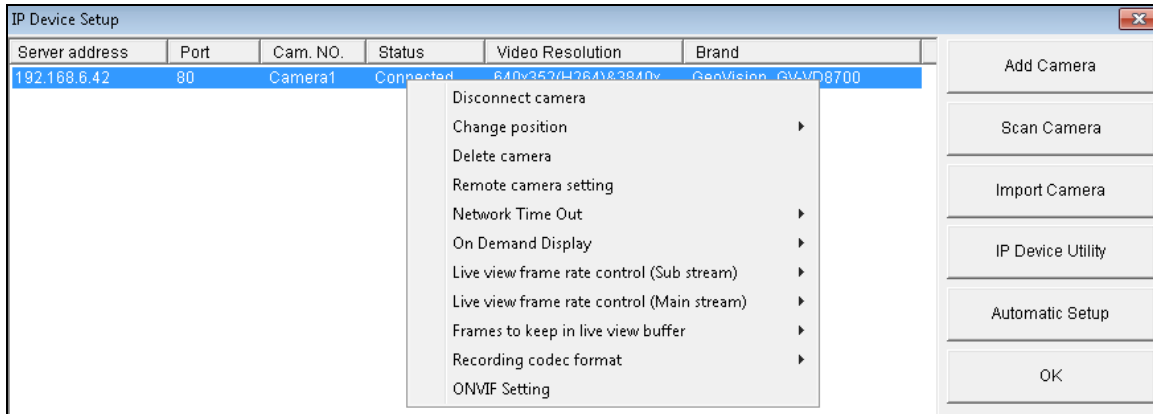 IP Device Setup
Server address Port Cam. NO. Status Video Resolution Brand
192.168.6.42 80 Camera1 Connected 640x352(H264)&3840x GeoVision_GV-VD8700
Disconnect camera
Change position
Delete camera
Remote camera setting
Network Time Out
On Demand Display
Live view frame rate control (Sub stream)
Live view frame rate control (Main stream)
Frames to keep in live view buffer
Recording codec format
ONVIF Setting
Add Camera
Scan Camera
Import Camera
IP Device Utility
Automatic Setup
OK